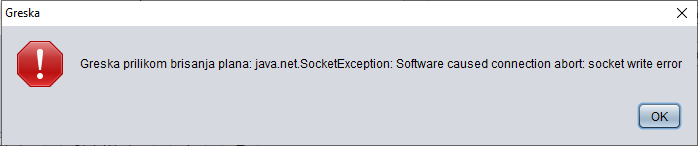 Greska
Greska prilikom brisanja plana: java.net.SocketException: Software caused connection abort: socket write error
OK